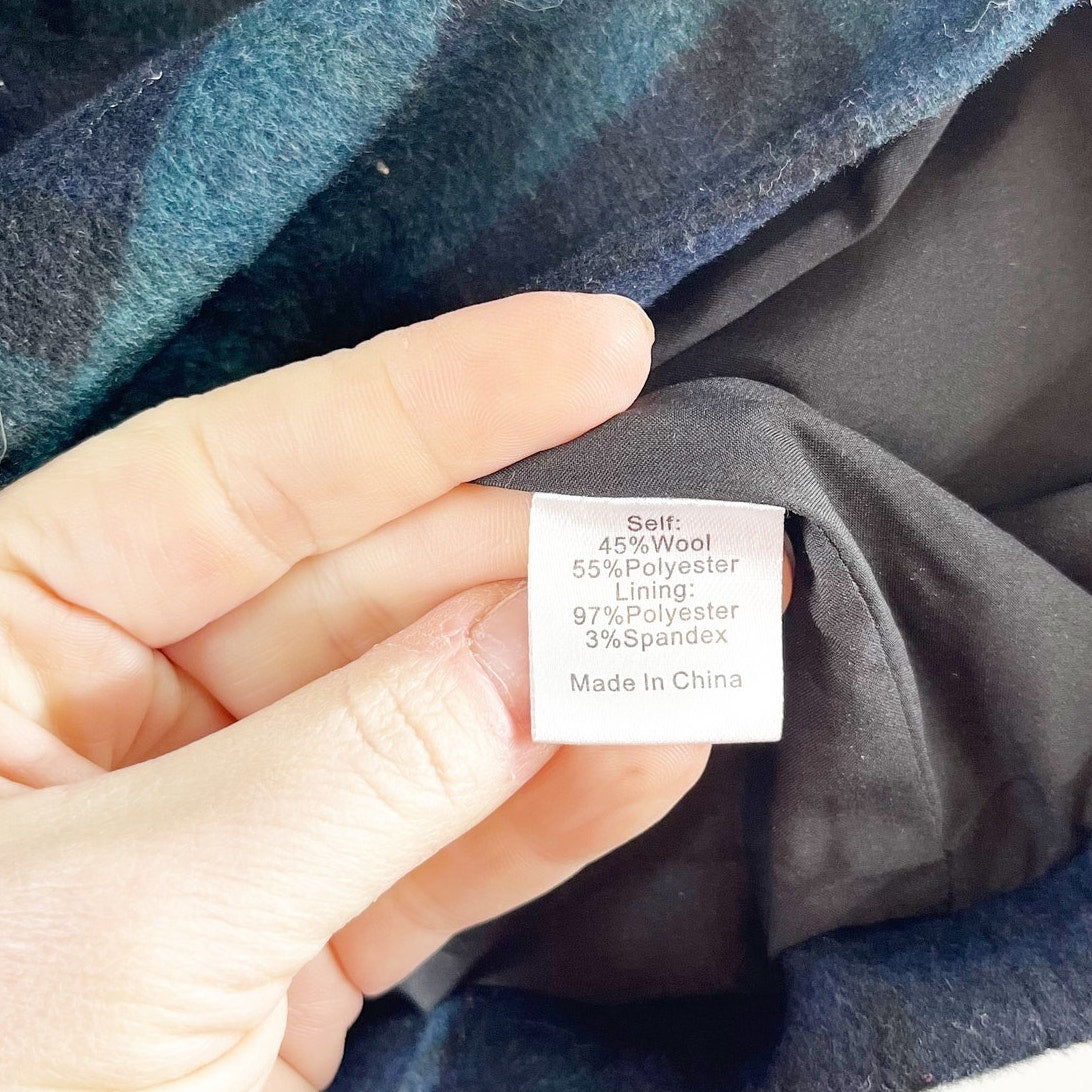 Self:
45%Wool
55%Polyester
Lining:
97%Polyester
3%Spandex
Made In China